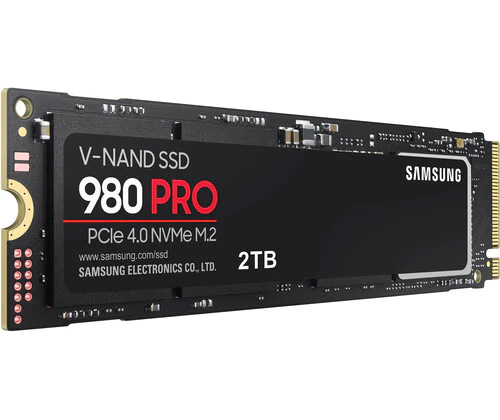 V-NAND SSD
980 PRO
PCIe 4.0 NVMe M.2
www.samsung.com/ssd
SAMSUNG ELECTRONICS CO., LTD.
2TB
SAMSUNG